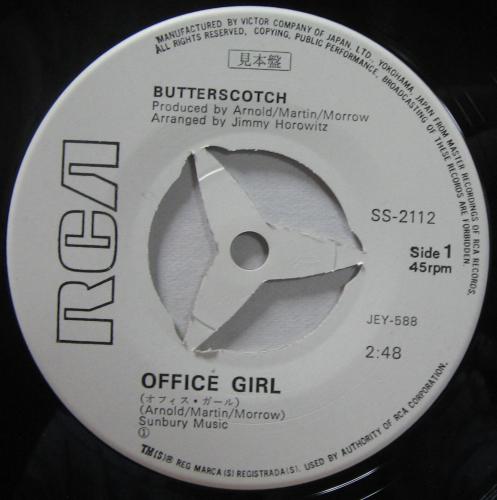 MANUFACTURED BY VICTOR COMPANY OF JAPAN, LTD., YOKOHAMA, JAPAN FROM MASTER RECORDINGS OF RCA RECORDS,
ALL RIGHTS RESERVED, COPYING, PUBLIC PERFORMANCE, BROADCASTING OF THESE RECORDS ARE FORBIDDEN.
見本盤
BUTTERSCOTCH
Produced by Arnold/Martin/Morrow
Arranged by Jimmy Horowitz
RCA
SS-2112
Side 1
45rpm
JEY-588
2:48
OFFICE GIRL
(オフィス・ガール)
(Arnold/Martin/Morrow)
Sunbury Music
①
TM(S)® REG MARCA(S) REGISTRADA(S). USED BY AUTHORITY OF RCA CORPORATION.